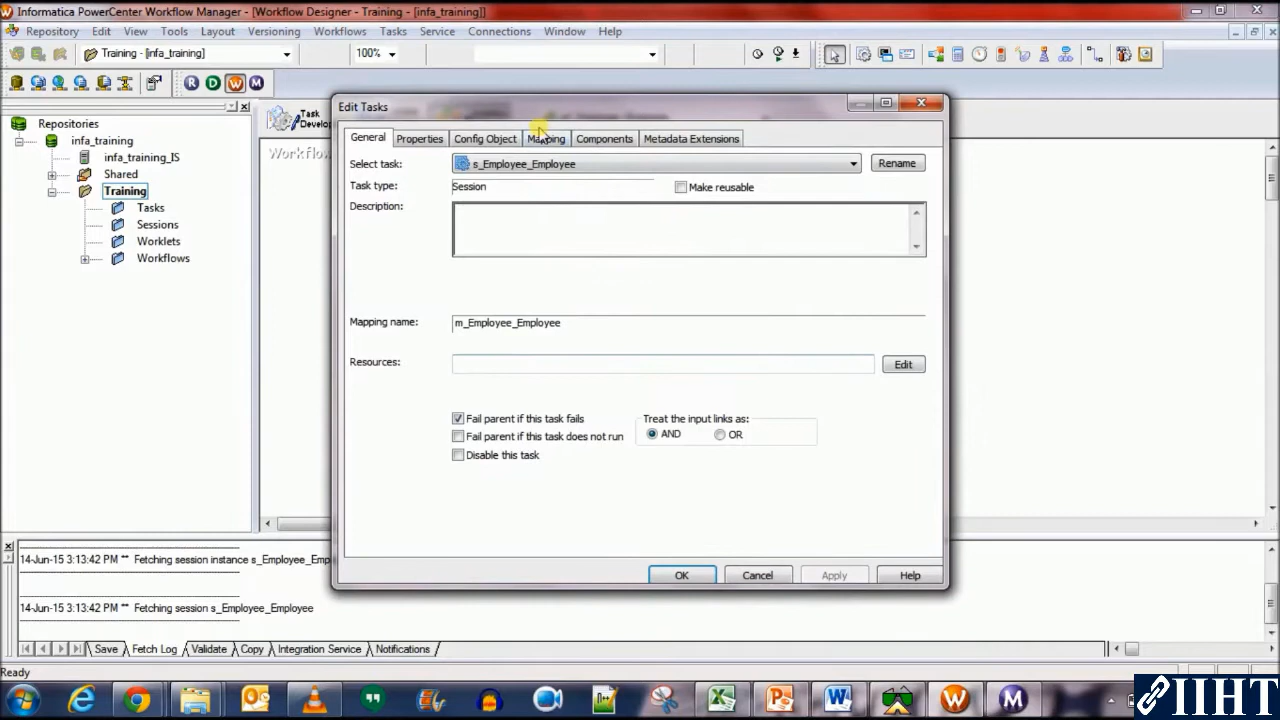 Informatica PowerCenter Workflow Manager - [Workflow Designer - Training - [infa_training]]
Repository Edit View Tools Layout Versioning Workflows Tasks Service Connections Window Help
Training - [infa_training] 100%
R D W M
Edit Tasks
Repositories
infa_training
infa_training_IS
Shared
Training
Tasks
Sessions
Worklets
Workflows
Task
Develo
Workflo
General Properties Config Object Mapping Components Metadata Extensions
Select task: s_Employee_Employee Rename
Task type: Session Make reusable
Description:
Mapping name: m_Employee_Employee
Resources: Edit
Fail parent if this task fails
Fail parent if this task does not run
Disable this task
Treat the input links as:
AND OR
OK Cancel Apply Help
14-Jun-15 3:13:42 PM ** Fetching session instance s_Employee_Emp
14-Jun-15 3:13:42 PM ** Fetching session s_Employee_Employee
Save Fetch Log Validate Copy Integration Service Notifications
Ready
IIHT